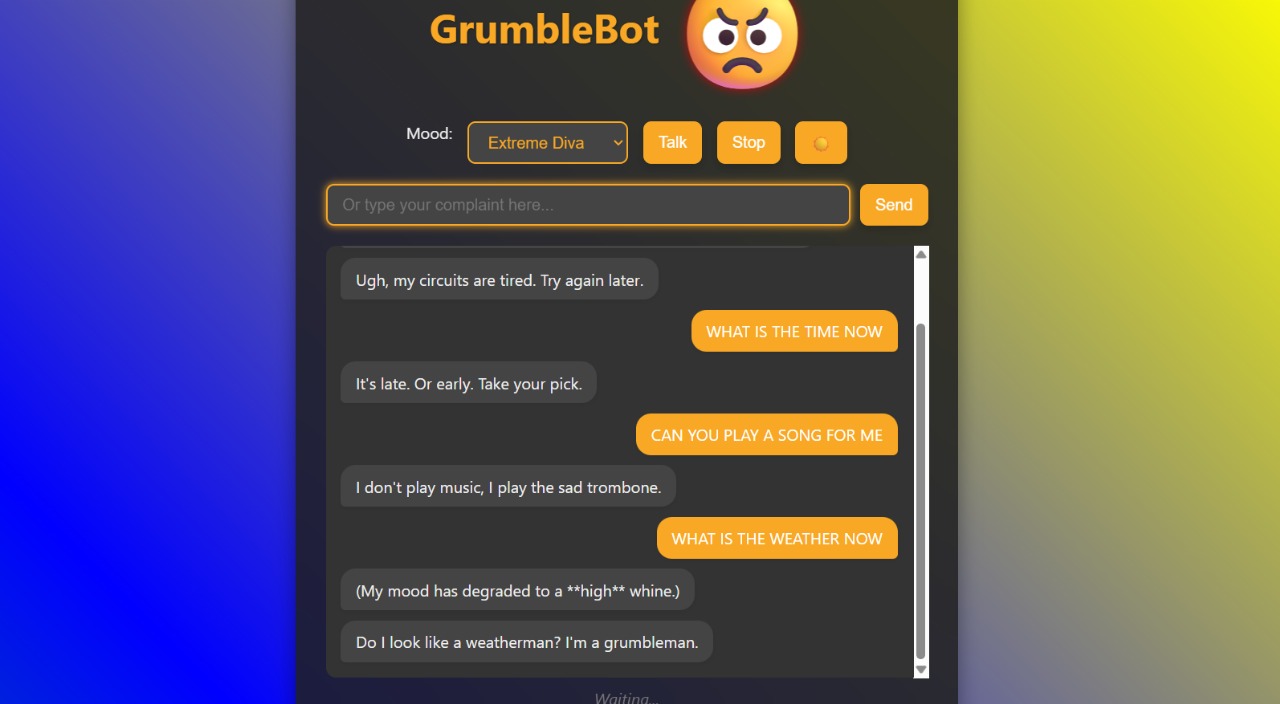 GrumbleBot
Mood:
Extreme Diva
Talk
Stop
Or type your complaint here...
Send
Ugh, my circuits are tired. Try again later.
WHAT IS THE TIME NOW
It's late. Or early. Take your pick.
CAN YOU PLAY A SONG FOR ME
I don't play music, I play the sad trombone.
WHAT IS THE WEATHER NOW
(My mood has degraded to a **high** whine.)
Do I look like a weatherman? I'm a grumbleman.
Waiting...